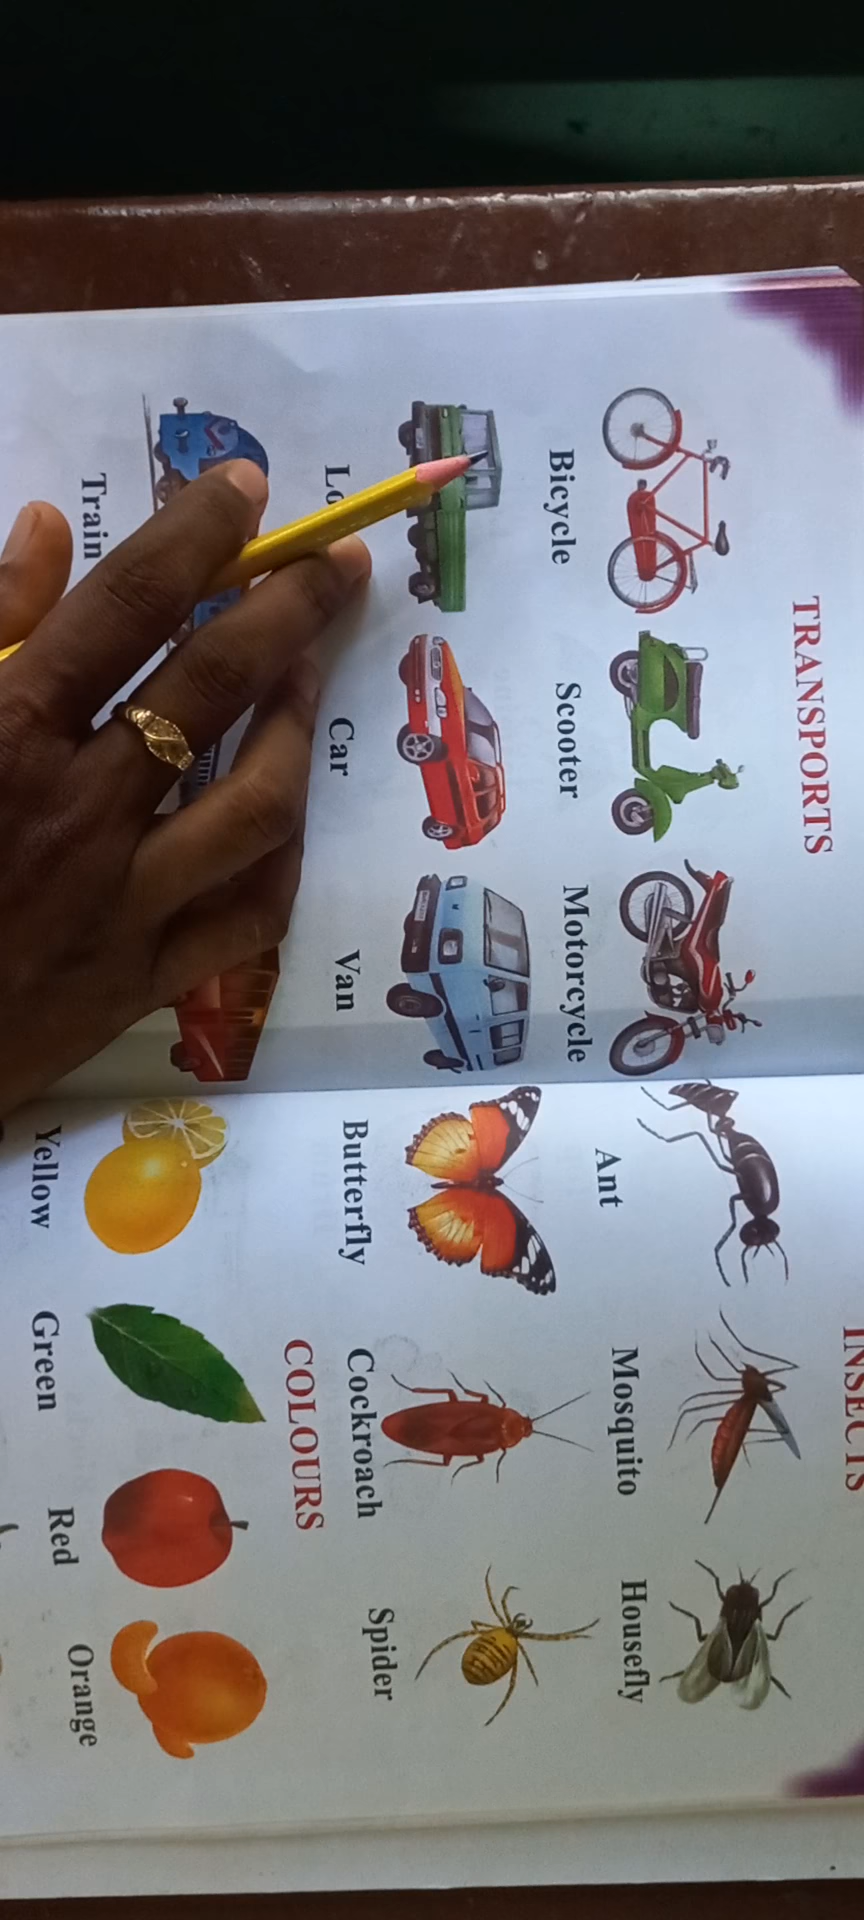 TRANSPORTS
Bicycle Scooter Motorcycle
Car Van
Train
INSECTS
Ant Mosquito Housefly
Butterfly Cockroach Spider
COLOURS
Yellow Green Red Orange